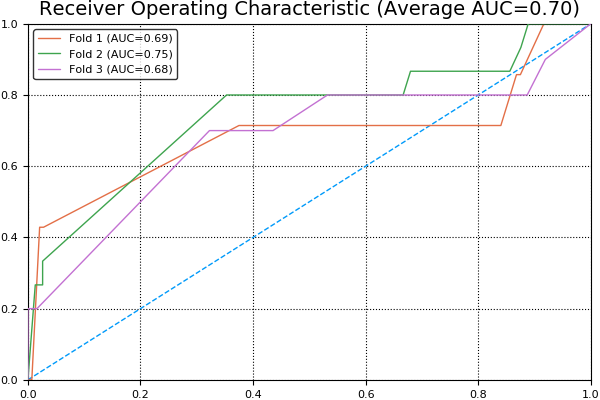 Receiver Operating Characteristic (Average AUC=0.70)
Fold 1 (AUC=0.69)
Fold 2 (AUC=0.75)
Fold 3 (AUC=0.68)
1.0
0.8
0.6
0.4
0.2
0.0
0.0 0.2 0.4 0.6 0.8 1.0